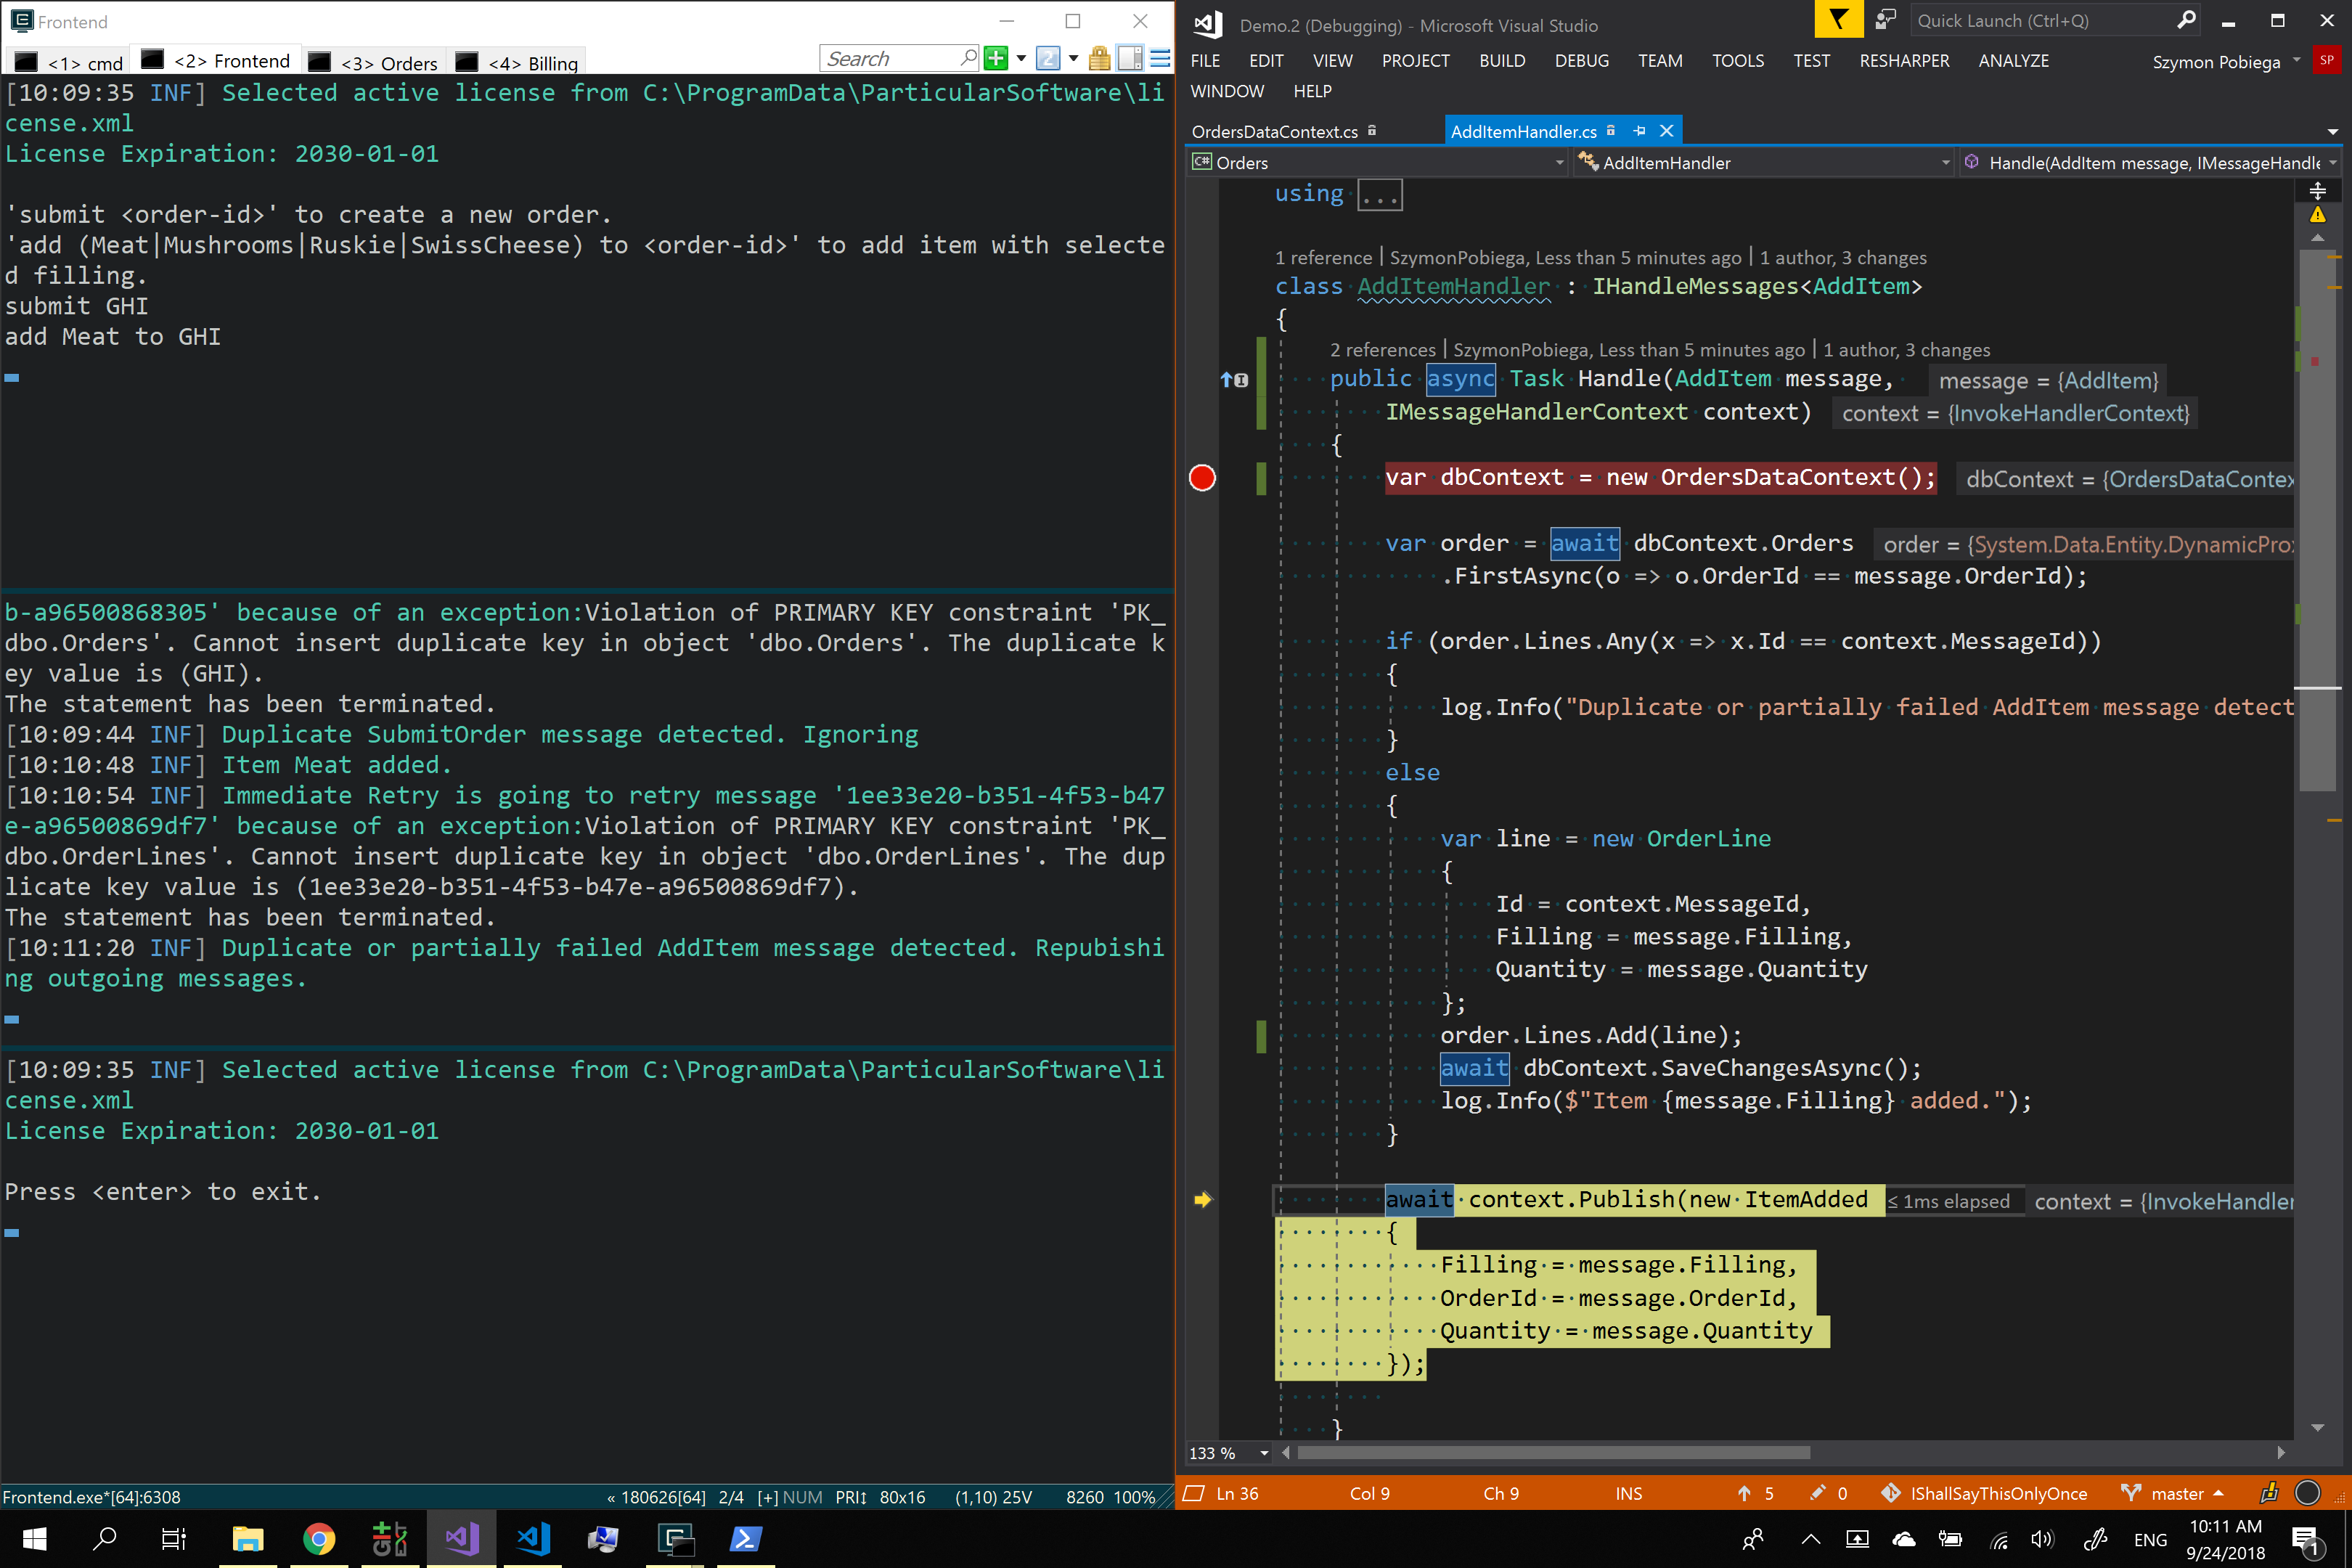 Frontend
<1> cmd
<2> Frontend
<3> Orders
<4> Billing
Search
[10:09:35 INF] Selected active license from C:\ProgramData\ParticularSoftware\li
cense.xml
License Expiration: 2030-01-01
'submit <order-id>' to create a new order.
'add (Meat|Mushrooms|Ruskie|SwissCheese) to <order-id>' to add item with selecte
d filling.
submit GHI
add Meat to GHI
b-a96500868305' because of an exception:Violation of PRIMARY KEY constraint 'PK_
dbo.Orders'. Cannot insert duplicate key in object 'dbo.Orders'. The duplicate k
ey value is (GHI).
The statement has been terminated.
[10:09:44 INF] Duplicate SubmitOrder message detected. Ignoring
[10:10:48 INF] Item Meat added.
[10:10:54 INF] Immediate Retry is going to retry message '1ee33e20-b351-4f53-b47
e-a96500869df7' because of an exception:Violation of PRIMARY KEY constraint 'PK_
dbo.OrderLines'. Cannot insert duplicate key in object 'dbo.OrderLines'. The dup
licate key value is (1ee33e20-b351-4f53-b47e-a96500869df7).
The statement has been terminated.
[10:11:20 INF] Duplicate or partially failed AddItem message detected. Repubishi
ng outgoing messages.
[10:09:35 INF] Selected active license from C:\ProgramData\ParticularSoftware\li
cense.xml
License Expiration: 2030-01-01
Press <enter> to exit.
Frontend.exe*[64]:6308 « 180626[64] 2/4 [+] NUM PRI↕ 80x16 (1,10) 25V 8260 100%
Demo.2 (Debugging) - Microsoft Visual Studio
Quick Launch (Ctrl+Q)
FILE EDIT VIEW PROJECT BUILD DEBUG TEAM TOOLS TEST RESHARPER ANALYZE
Szymon Pobiega SP
WINDOW HELP
OrdersDataContext.cs
AddItemHandler.cs
C# Orders
AddItemHandler
Handle(AddItem message, IMessageHandle
using ...
1 reference | SzymonPobiega, Less than 5 minutes ago | 1 author, 3 changes
class AddItemHandler : IHandleMessages<AddItem>
{
2 references | SzymonPobiega, Less than 5 minutes ago | 1 author, 3 changes
public async Task Handle(AddItem message, message = {AddItem}
IMessageHandlerContext context) context = {InvokeHandlerContext}
{
var dbContext = new OrdersDataContext(); dbContext = {OrdersDataContex
var order = await dbContext.Orders order = {System.Data.Entity.DynamicProx
.FirstAsync(o => o.OrderId == message.OrderId);
if (order.Lines.Any(x => x.Id == context.MessageId))
{
log.Info("Duplicate or partially failed AddItem message detect
}
else
{
var line = new OrderLine
{
Id = context.MessageId,
Filling = message.Filling,
Quantity = message.Quantity
};
order.Lines.Add(line);
await dbContext.SaveChangesAsync();
log.Info($"Item {message.Filling} added.");
}
await context.Publish(new ItemAdded ≤ 1ms elapsed context = {InvokeHandler
{
Filling = message.Filling,
OrderId = message.OrderId,
Quantity = message.Quantity
});
}
133 %
Ln 36 Col 9 Ch 9 INS 5 0 IShallSayThisOnlyOnce master
ENG
10:11 AM
9/24/2018
1